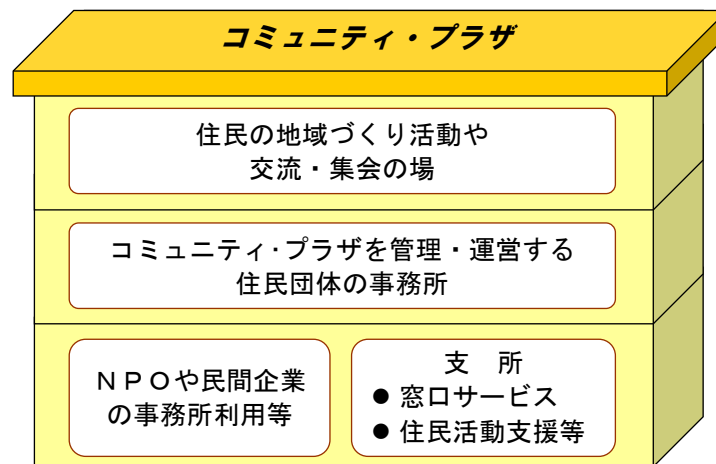 コミュニティ・プラザ
住民の地域づくり活動や
交流・集会の場
コミュニティ・プラザを管理・運営する
住民団体の事務所
ＮＰＯや民間企業
の事務所利用等
支　所
● 窓口サービス
● 住民活動支援等